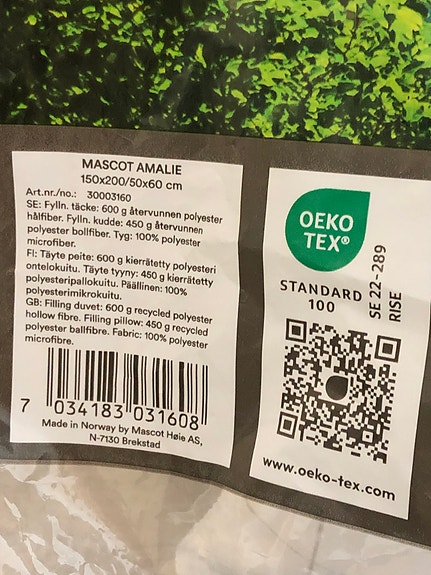 MASCOT AMALIE
150x200/50x60 cm
Art.nr./no.: 30003160
SE: Fylln. täcke: 600 g återvunnen polyester
hålfiber. Fylln. kudde: 450 g återvunnen
polyester bollfiber. Tyg: 100% polyester
microfiber.
FI: Täyte peite: 600 g kierrätetty polyesteri
ontelokuitu. Täyte tyyny: 450 g kierrätetty
polyesteripallokuitu. Päällinen: 100%
polyesterimikrokuitu.
GB: Filling duvet: 600 g recycled polyester
hollow fibre. Filling pillow: 450 g recycled
polyester ballfibre. Fabric: 100% polyester
microfibre.
7 034183 031608
Made in Norway by Mascot Høie AS,
N-7130 Brekstad
OEKO
TEX®
STANDARD
100
SE 22-289
RISE
www.oeko-tex.com